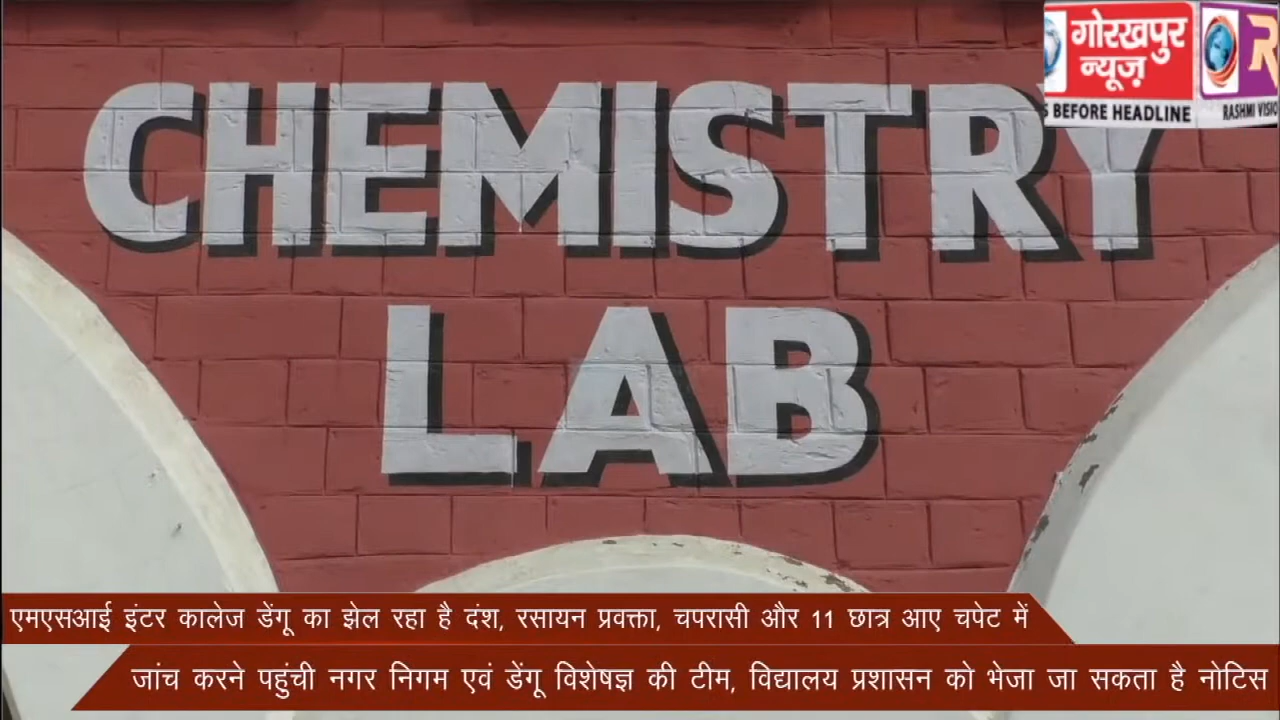 गोरखपुर
न्यूज़
BEFORE HEADLINE
R
RASHMI
CHEMISTRY
LAB
एमएसआई इंटर कालेज डेंगू का झेल रहा है दंश, रसायन प्रवक्ता, चपरासी और 11 छात्र आए चपेट में
जांच करने पहुंची नगर निगम एवं डेंगू विशेषज्ञ की टीम, विद्यालय प्रशासन को भेजा जा सकता है नोटिस